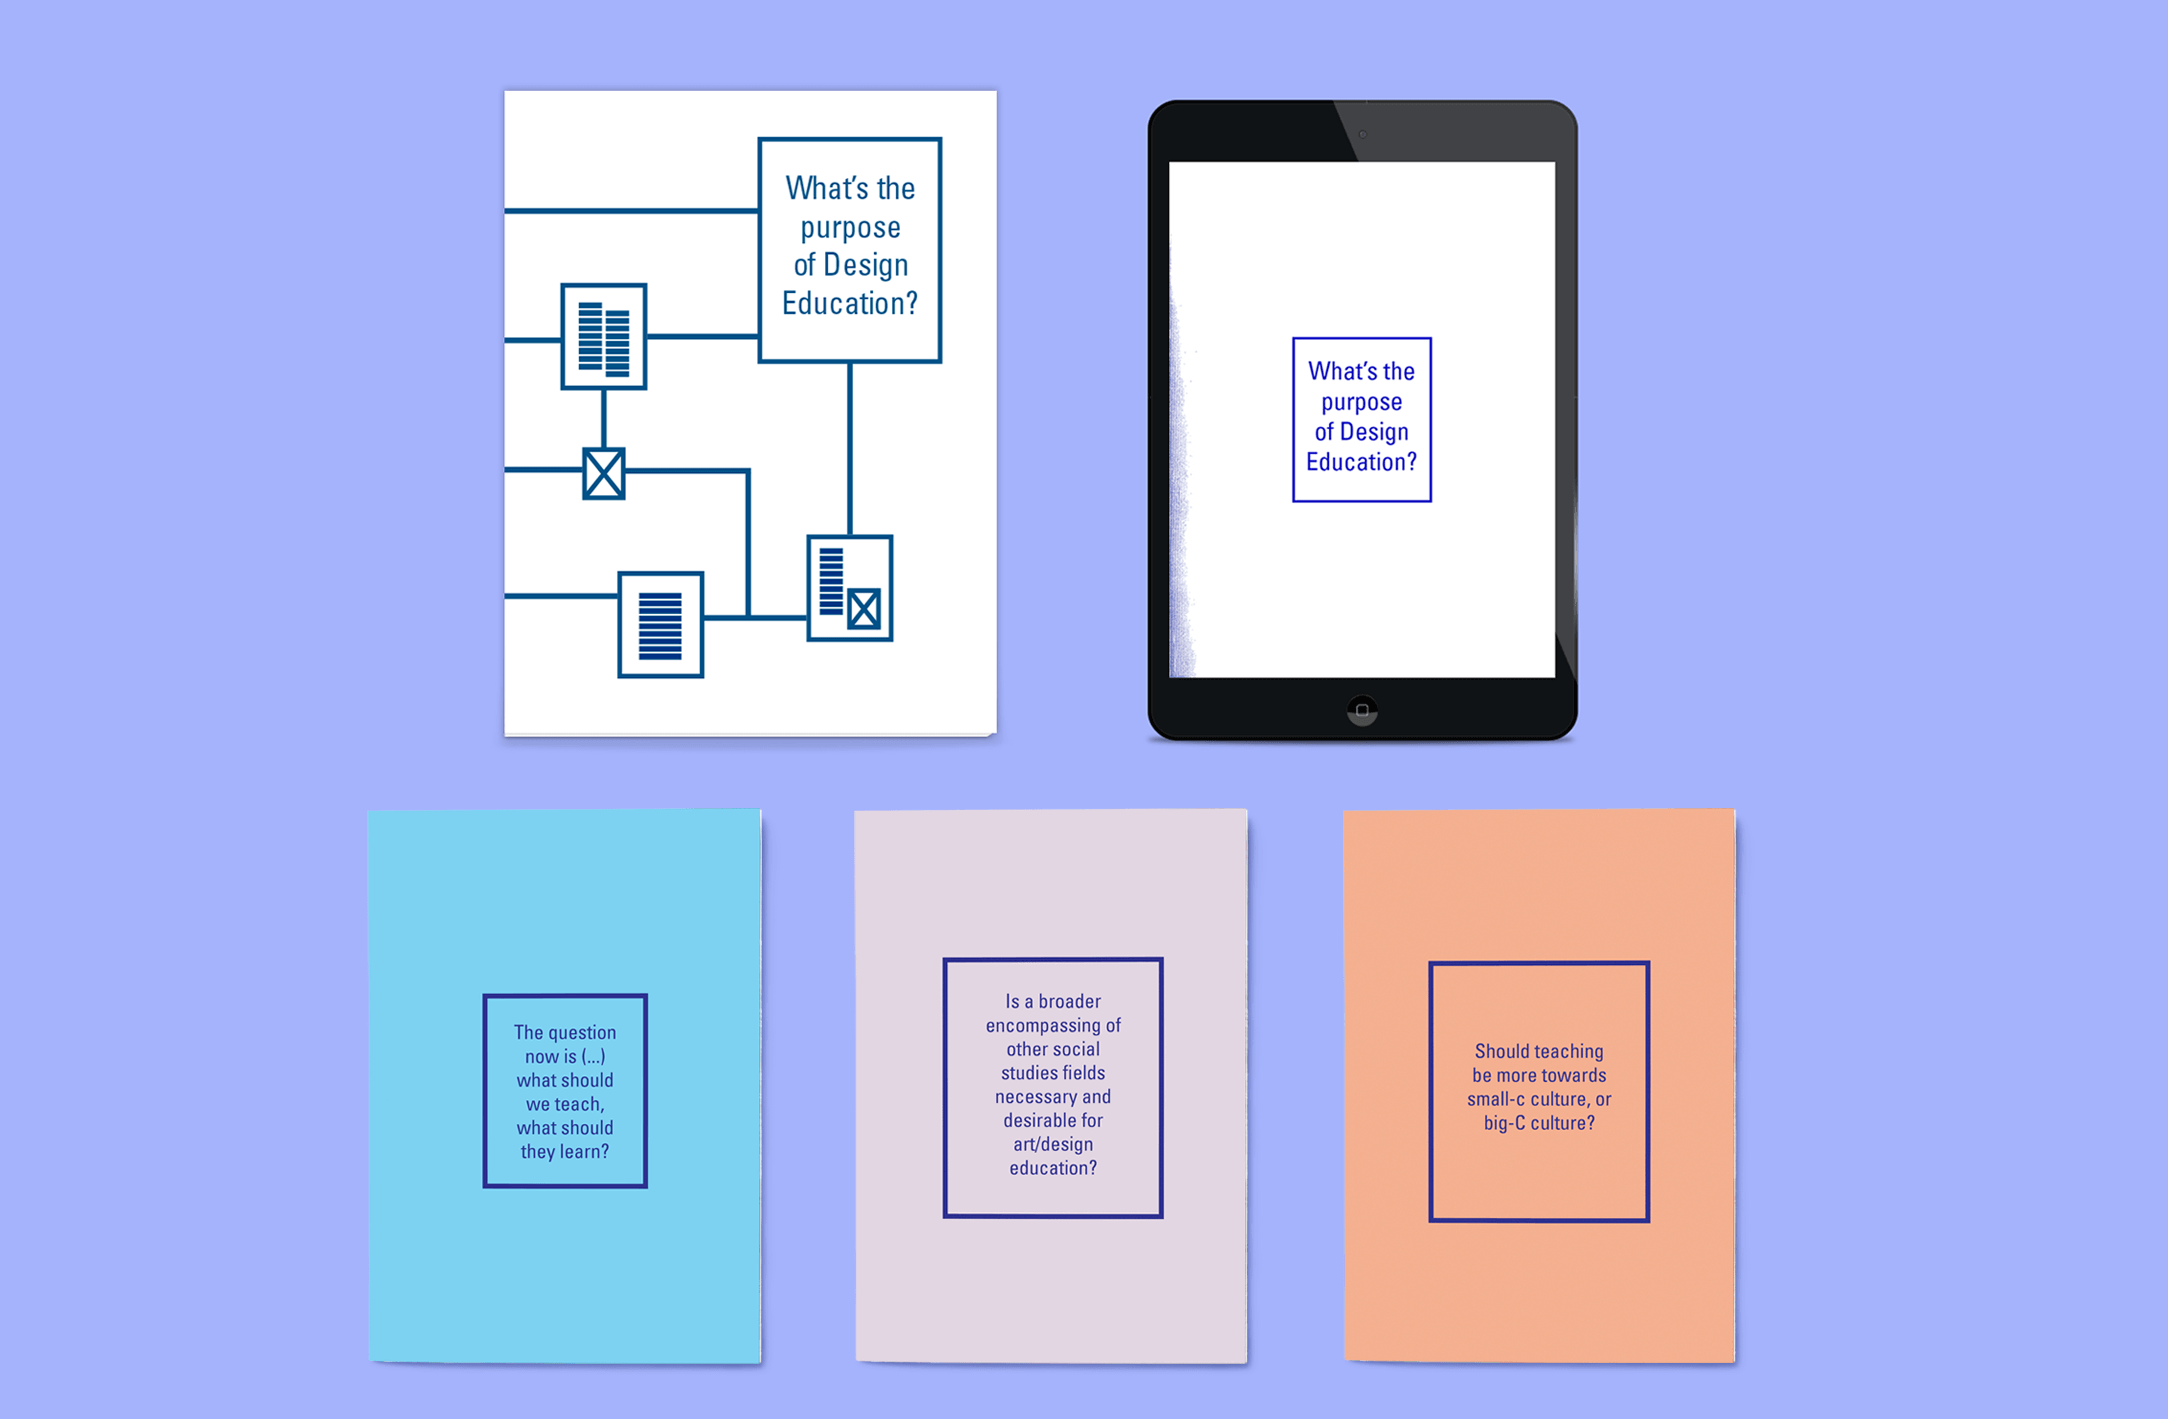 What's the
purpose
of Design
Education?
What's the
purpose
of Design
Education?
The question
now is (...)
what should
we teach,
what should
they learn?
Is a broader
encompassing of
other social
studies fields
necessary and
desirable for
art/design
education?
Should teaching
be more towards
small-c culture, or
big-C culture?